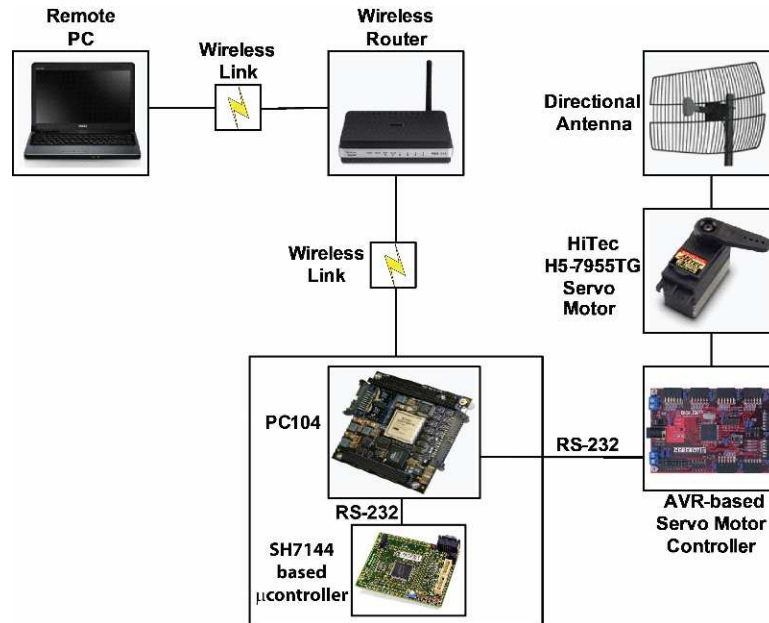 Remote
PC
Wireless
Link
Wireless
Router
Directional
Antenna
Wireless
Link
HiTec
H5-7955TG
Servo
Motor
PC104
RS-232
RS-232
SH7144
based
μcontroller
AVR-based
Servo Motor
Controller